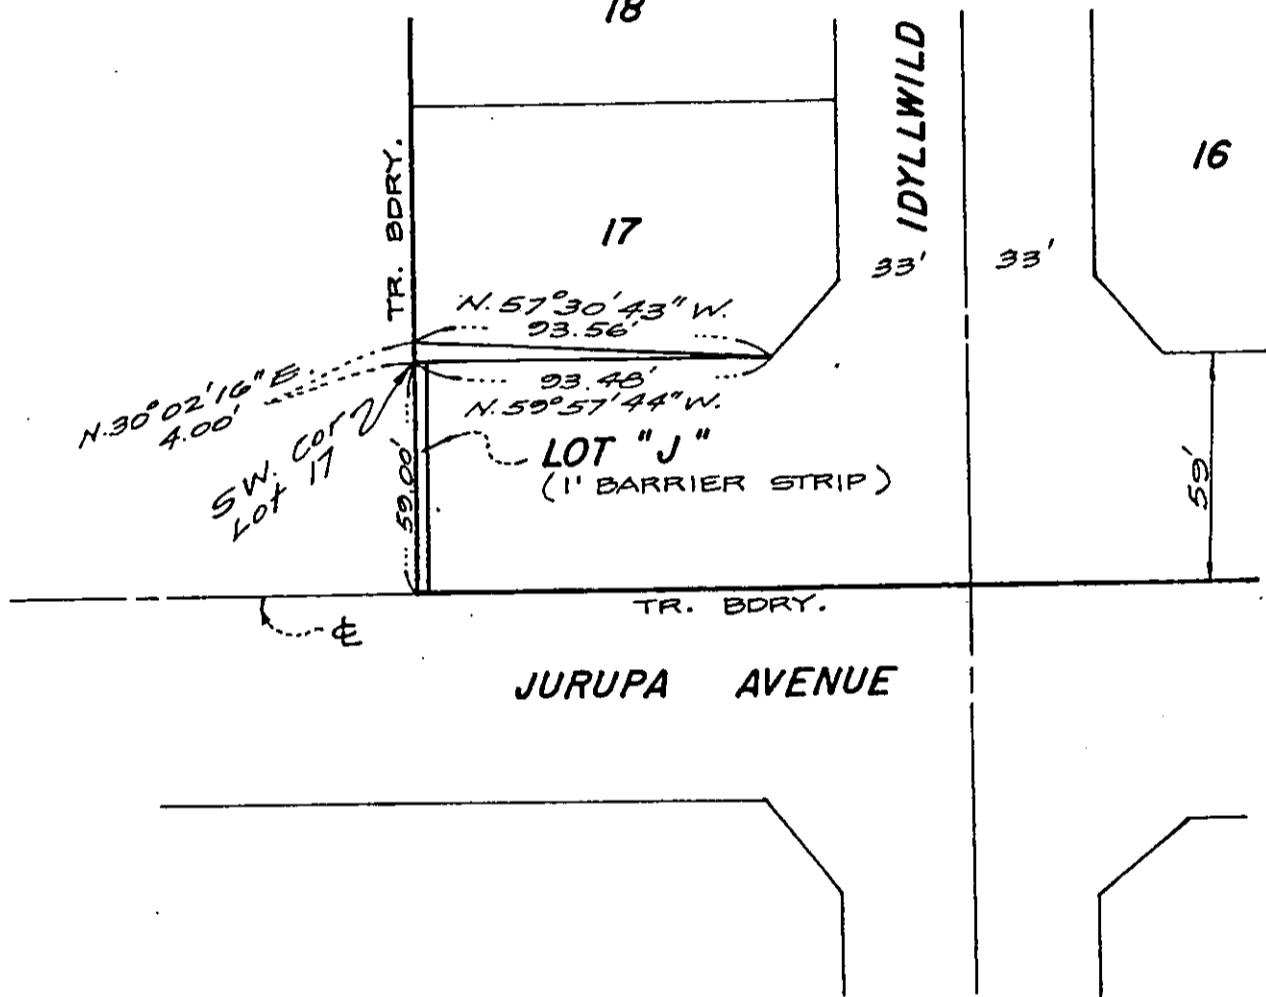 18
IDYLLWILD
16
TR. BDRY.
17
33'
33'
N. 57°30'43" W.
93.56'
N. 30°02'16" E.
4.00'
93.48'
N. 59°57'44" W.
SW. Cor
Lot 17
59.00'
LOT "J"
(1' BARRIER STRIP)
59'
TR. BDRY.
℄
JURUPA AVENUE